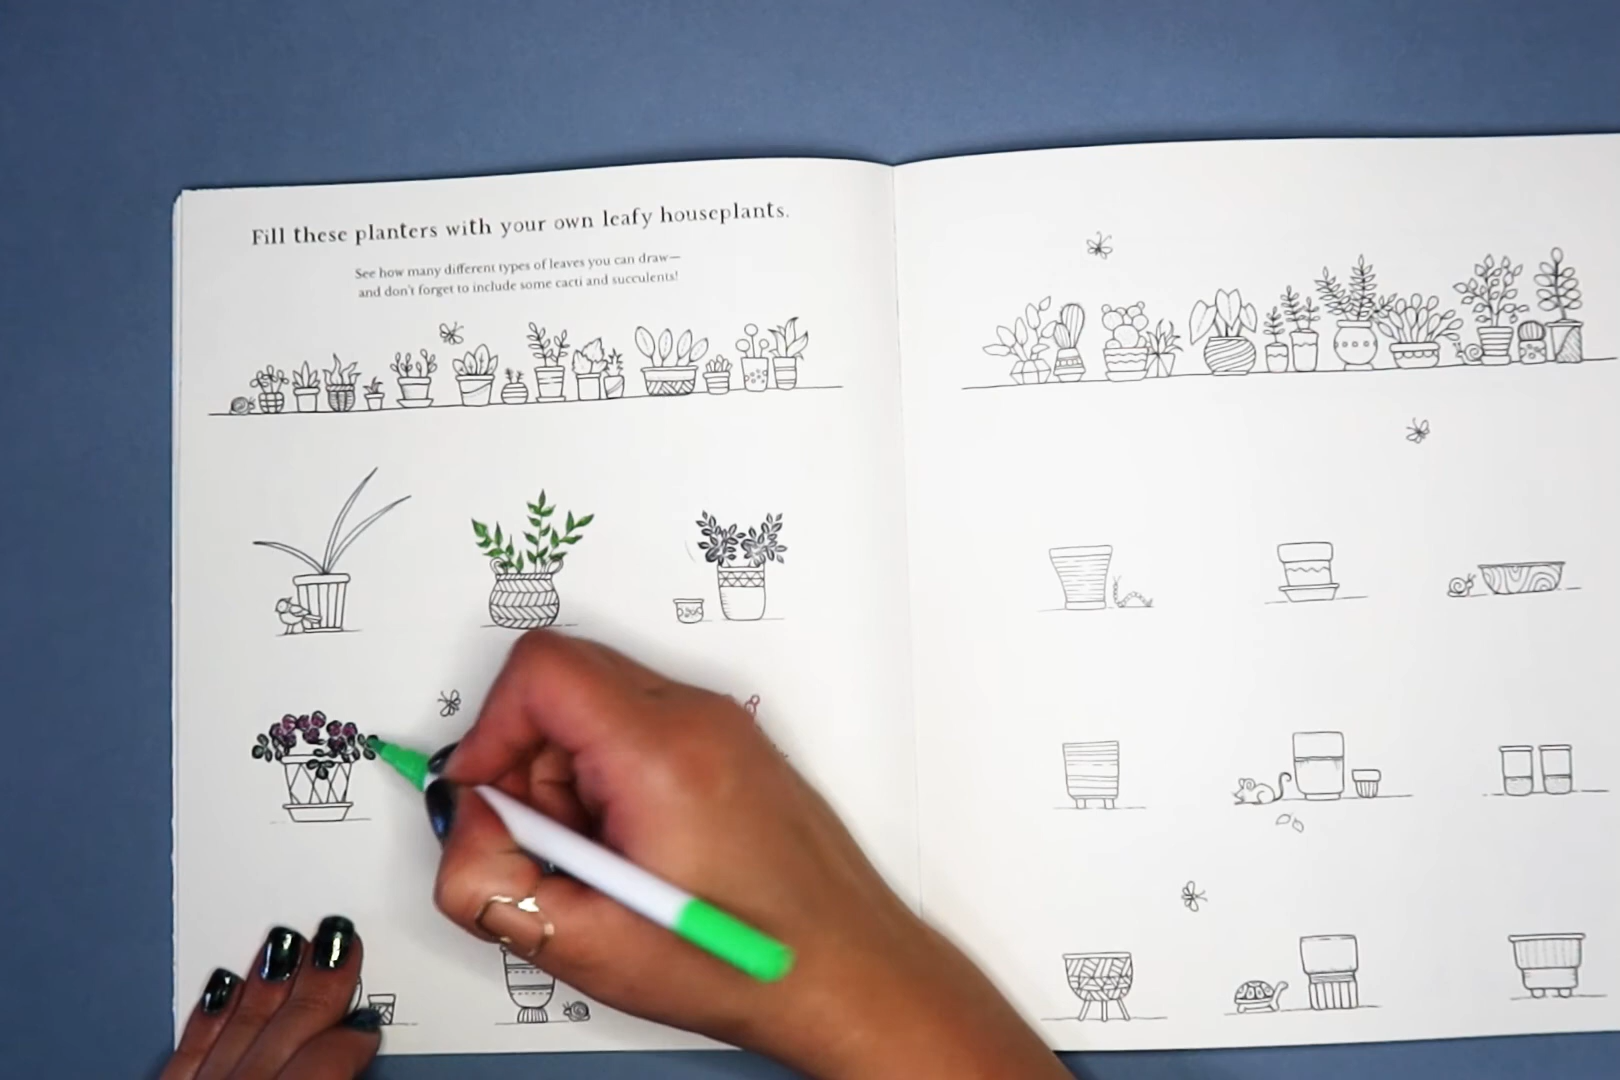 Fill these planters with your own leafy houseplants.
See how many different types of leaves you can draw—
and don't forget to include some cacti and succulents!